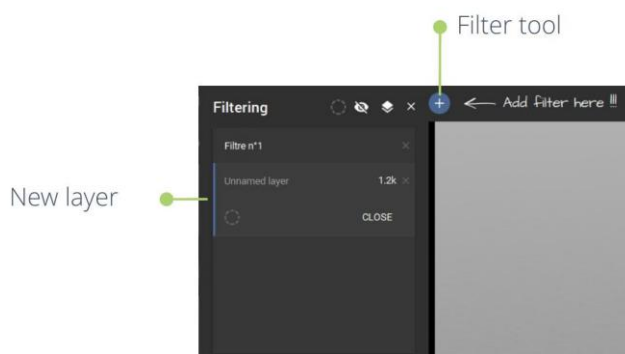 Filter tool
Filtering
Add filter here !!!
Filtre n°1
Unnamed layer 1.2k
New layer
CLOSE